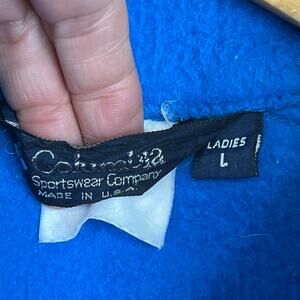 Columbia
Sportswear Company
MADE IN U.S.A.
LADIES
L